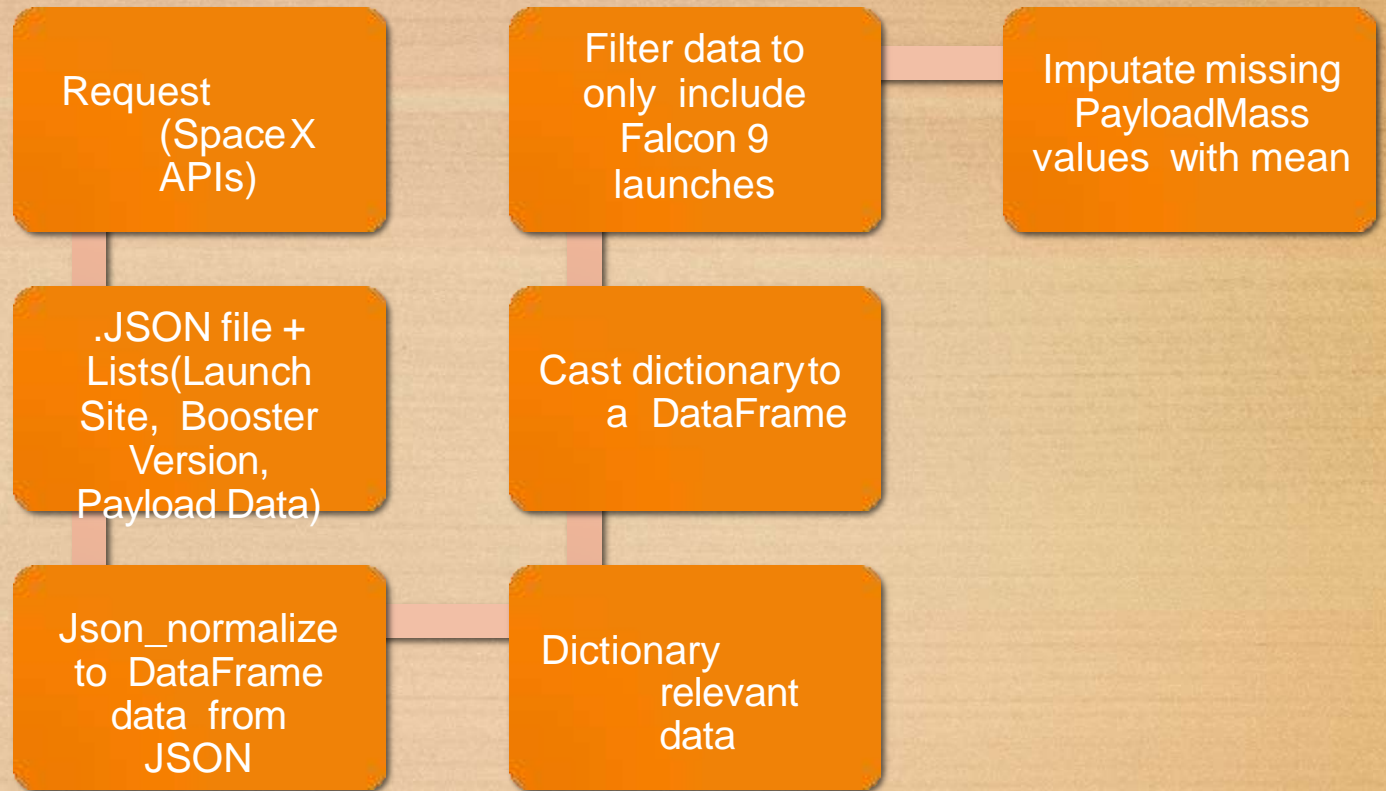 Request
(SpaceX
APIs)
.JSON file +
Lists(Launch
Site, Booster
Version,
Payload Data)
Json_normalize
to DataFrame
data from
JSON
Dictionary
relevant
data
Cast dictionary to
a DataFrame
Filter data to
only include
Falcon 9
launches
Imputate missing
PayloadMass
values with mean